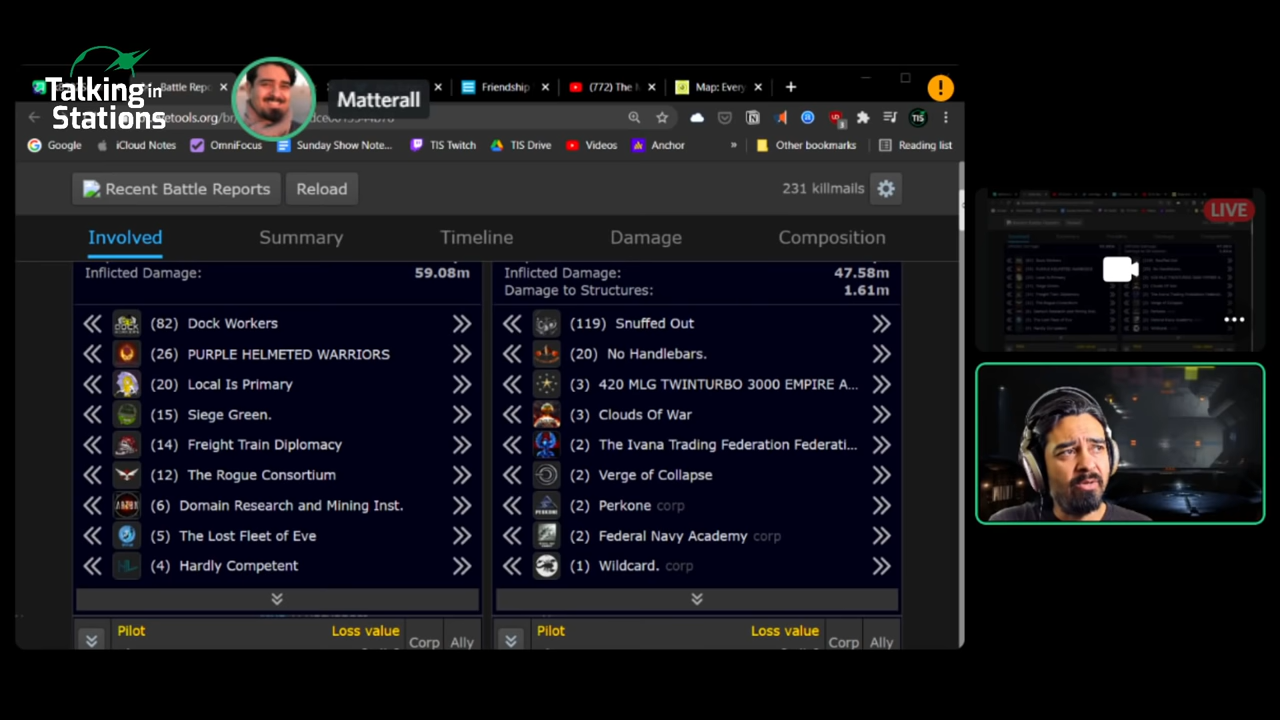 Talking in
Stations
Matterall
Battle Repo
Friendship
(772) The
Map: Every
Google
iCloud Notes
OmniFocus
Sunday Show Note...
TIS Twitch
TIS Drive
Videos
Anchor
»
Other bookmarks
Reading list
Recent Battle Reports
Reload
231 killmails
Involved
Summary
Timeline
Damage
Composition
Inflicted Damage: 59.08m
Inflicted Damage: 47.58m
Damage to Structures: 1.61m
(82) Dock Workers
(26) PURPLE HELMETED WARRIORS
(20) Local Is Primary
(15) Siege Green.
(14) Freight Train Diplomacy
(12) The Rogue Consortium
(6) Domain Research and Mining Inst.
(5) The Lost Fleet of Eve
(4) Hardly Competent
(119) Snuffed Out
(20) No Handlebars.
(3) 420 MLG TWINTURBO 3000 EMPIRE A...
(3) Clouds Of War
(2) The Ivana Trading Federation Federati...
(2) Verge of Collapse
(2) Perkone corp
(2) Federal Navy Academy corp
(1) Wildcard. corp
Pilot Loss value Corp Ally
Pilot Loss value Corp Ally
LIVE